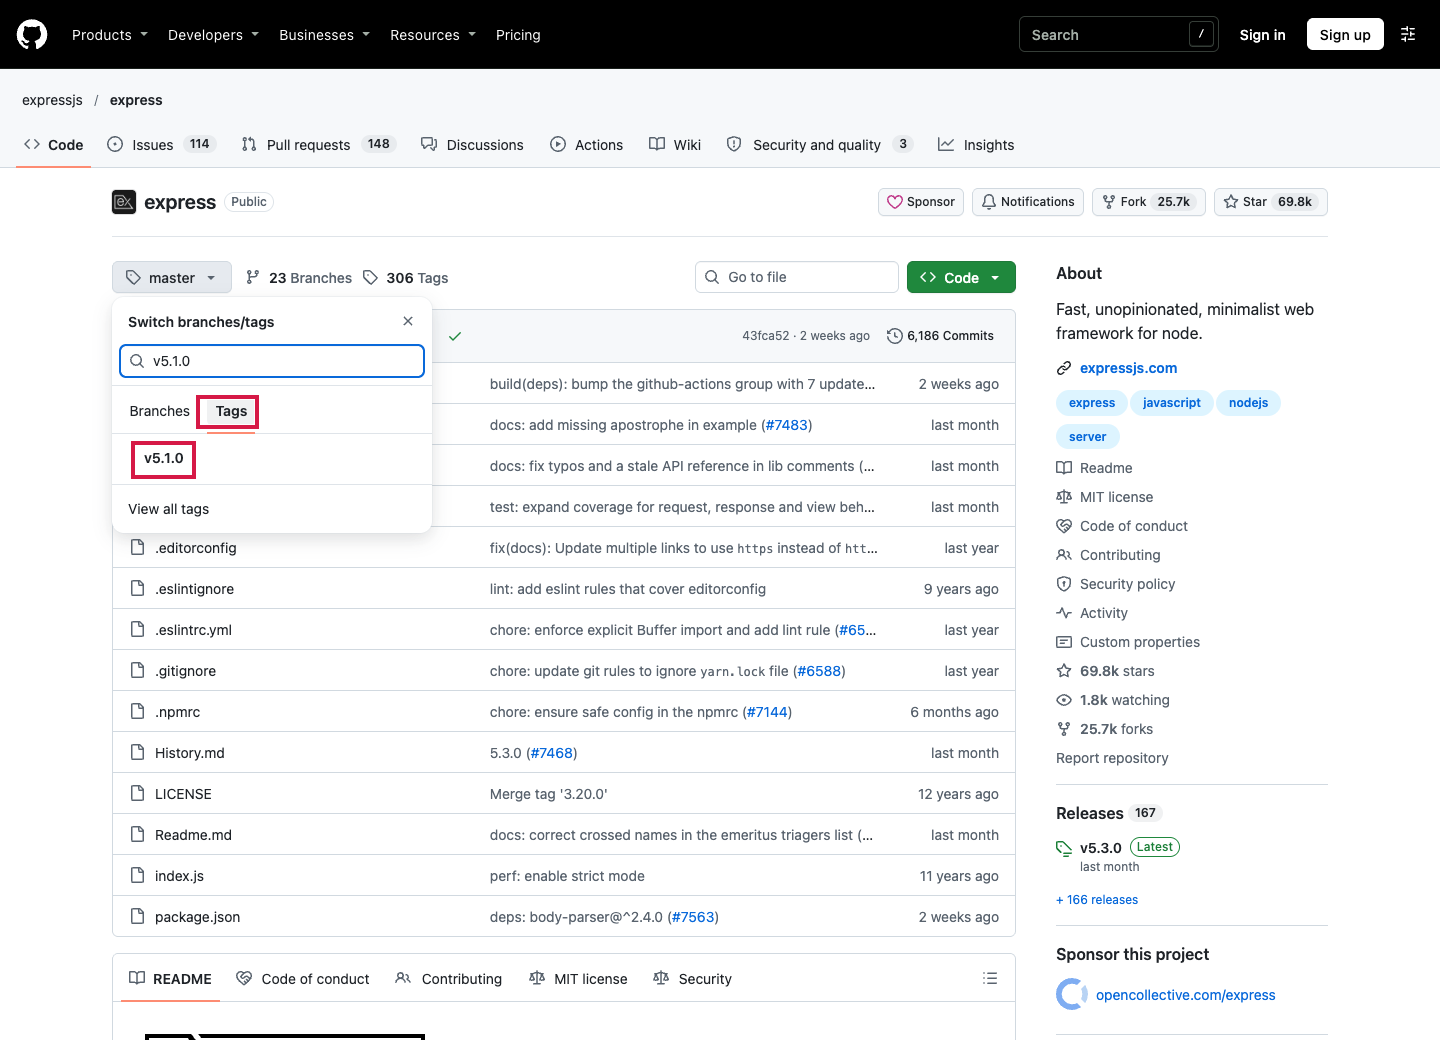 Products Developers Businesses Resources Pricing Search / Sign in Sign up
expressjs / express
Code Issues 114 Pull requests 148 Discussions Actions Wiki Security and quality 3 Insights
express Public Sponsor Notifications Fork 25.7k Star 69.8k
master 23 Branches 306 Tags Go to file Code
Switch branches/tags
v5.1.0
Branches Tags
v5.1.0
View all tags
43fca52 · 2 weeks ago 6,186 Commits
build(deps): bump the github-actions group with 7 update… 2 weeks ago
docs: add missing apostrophe in example (#7483) last month
docs: fix typos and a stale API reference in lib comments (… last month
test: expand coverage for request, response and view beh… last month
.editorconfig fix(docs): Update multiple links to use https instead of htt… last year
.eslintignore lint: add eslint rules that cover editorconfig 9 years ago
.eslintrc.yml chore: enforce explicit Buffer import and add lint rule (#65… last year
.gitignore chore: update git rules to ignore yarn.lock file (#6588) last year
.npmrc chore: ensure safe config in the npmrc (#7144) 6 months ago
History.md 5.3.0 (#7468) last month
LICENSE Merge tag '3.20.0' 12 years ago
Readme.md docs: correct crossed names in the emeritus triagers list (… last month
index.js perf: enable strict mode 11 years ago
package.json deps: body-parser@^2.4.0 (#7563) 2 weeks ago
README Code of conduct Contributing MIT license Security
About
Fast, unopinionated, minimalist web
framework for node.
expressjs.com
express javascript nodejs
server
Readme
MIT license
Code of conduct
Contributing
Security policy
Activity
Custom properties
69.8k stars
1.8k watching
25.7k forks
Report repository
Releases 167
v5.3.0 Latest
last month
+ 166 releases
Sponsor this project
opencollective.com/express